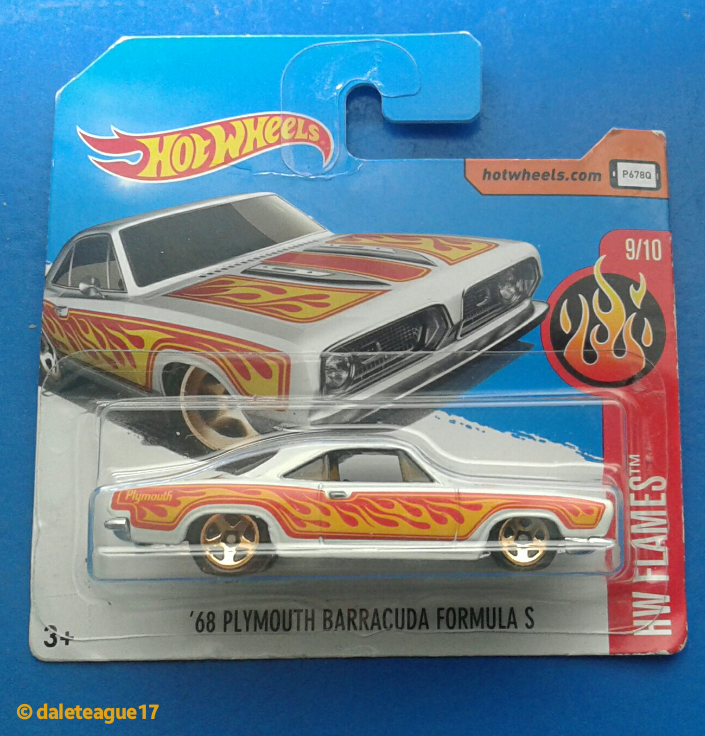 HOT WHEELS
hotwheels.com
P678Q
9/10
HW FLAMES™
Plymouth
'68 PLYMOUTH BARRACUDA FORMULA S
3+
© daleteague17